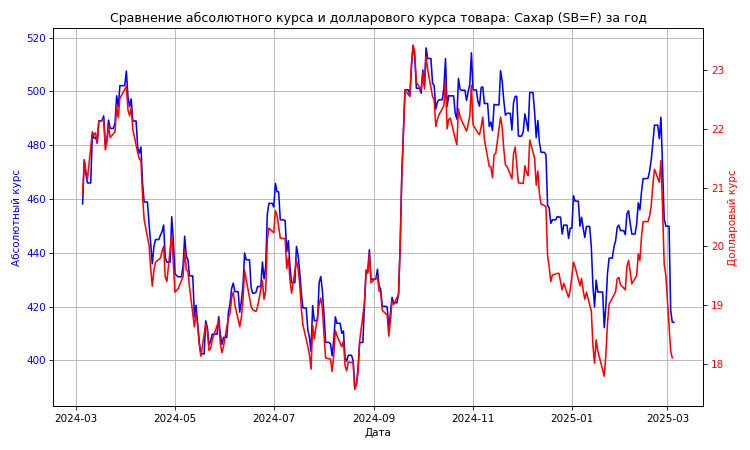 Сравнение абсолютного курса и долларового курса товара: Сахар (SB=F) за год
Абсолютный курс
520
500
480
460
440
420
400
23
22
21
20
19
18
Долларовый курс
2024-03 2024-05 2024-07 2024-09 2024-11 2025-01 2025-03
Дата